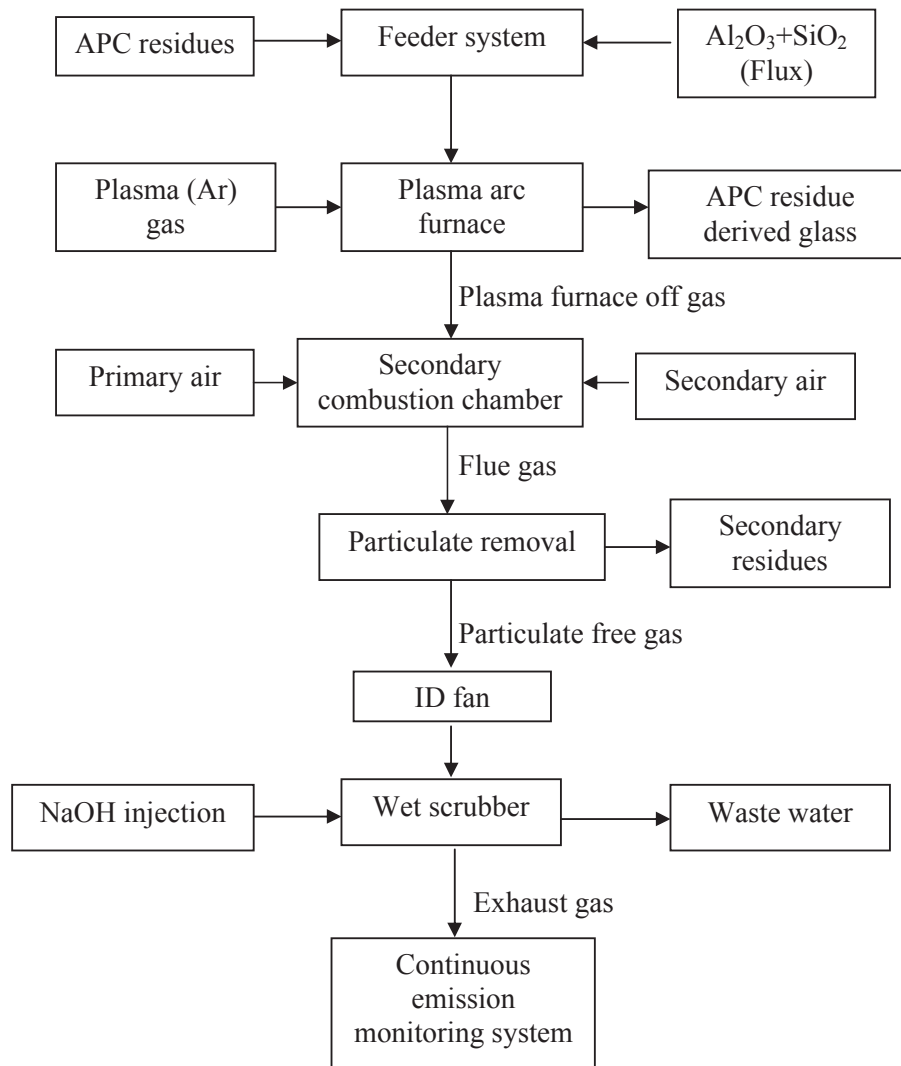 APC residues
Feeder system
Al₂O₃+SiO₂
(Flux)
Plasma (Ar)
gas
Plasma arc
furnace
APC residue
derived glass
Plasma furnace off gas
Primary air
Secondary
combustion chamber
Secondary air
Flue gas
Particulate removal
Secondary
residues
Particulate free gas
ID fan
NaOH injection
Wet scrubber
Waste water
Exhaust gas
Continuous
emission
monitoring system